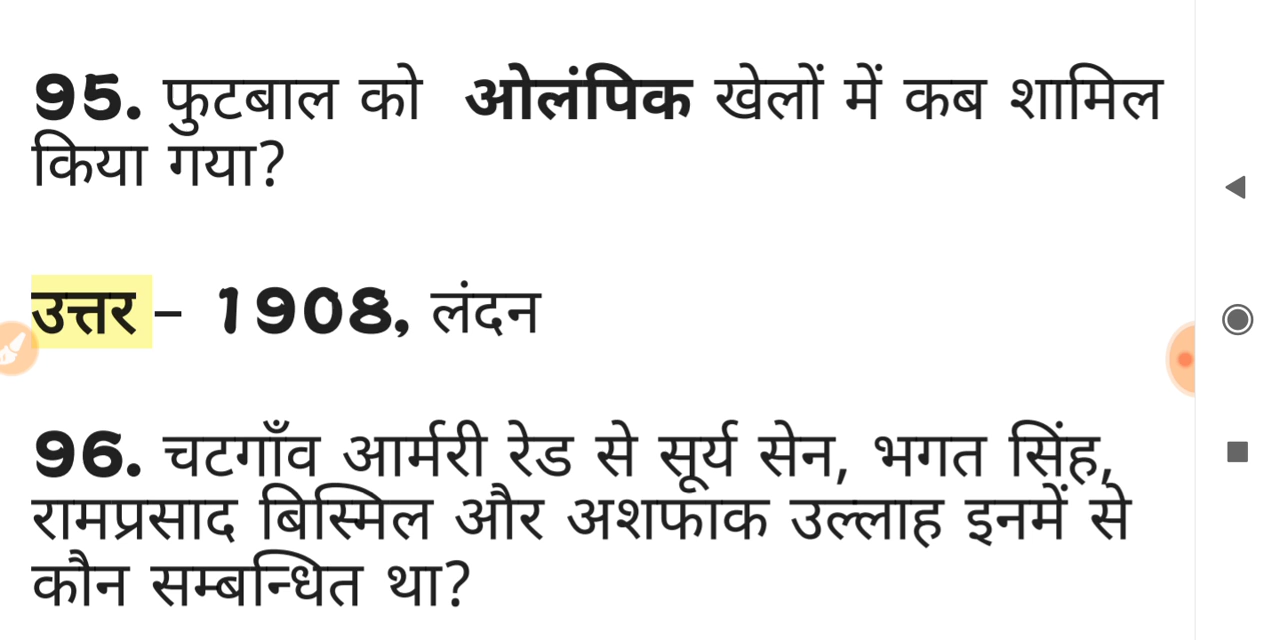 95. फुटबाल को ओलंपिक खेलों में कब शामिल
किया गया?
उत्तर – 1908, लंदन
96. चटगाँव आर्मरी रेड से सूर्य सेन, भगत सिंह,
रामप्रसाद बिस्मिल और अशफाक उल्लाह इनमें से
कौन सम्बन्धित था?